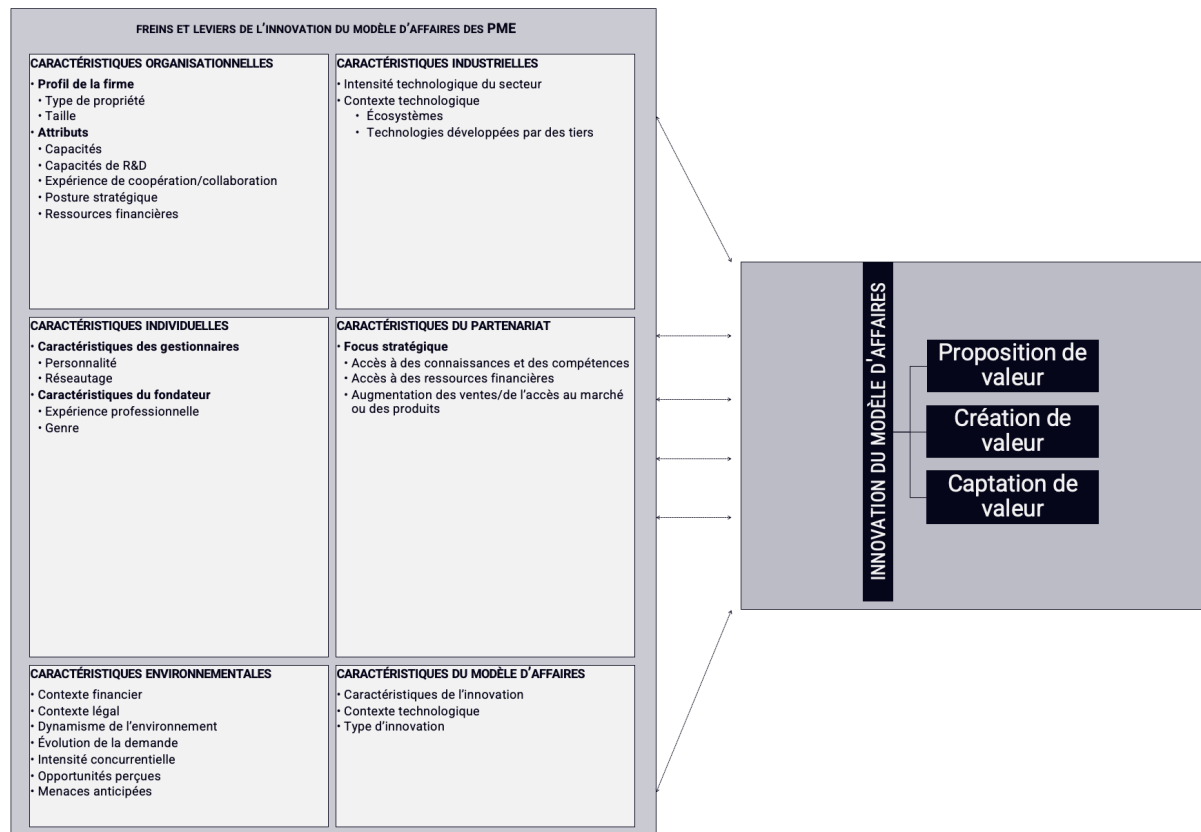 FREINS ET LEVIERS DE L'INNOVATION DU MODÈLE D'AFFAIRES DES PME
CARACTÉRISTIQUES ORGANISATIONNELLES
• Profil de la firme
• Type de propriété
• Taille
• Attributs
• Capacités
• Capacités de R&D
• Expérience de coopération/collaboration
• Posture stratégique
• Ressources financières
CARACTÉRISTIQUES INDUSTRIELLES
• Intensité technologique du secteur
• Contexte technologique
• Écosystèmes
• Technologies développées par des tiers
CARACTÉRISTIQUES INDIVIDUELLES
• Caractéristiques des gestionnaires
• Personnalité
• Réseautage
• Caractéristiques du fondateur
• Expérience professionnelle
• Genre
CARACTÉRISTIQUES DU PARTENARIAT
• Focus stratégique
• Accès à des connaissances et des compétences
• Accès à des ressources financières
• Augmentation des ventes/de l'accès au marché
ou des produits
CARACTÉRISTIQUES ENVIRONNEMENTALES
• Contexte financier
• Contexte légal
• Dynamisme de l'environnement
• Évolution de la demande
• Intensité concurrentielle
• Opportunités perçues
• Menaces anticipées
CARACTÉRISTIQUES DU MODÈLE D'AFFAIRES
• Caractéristiques de l'innovation
• Contexte technologique
• Type d'innovation
INNOVATION DU MODÈLE D'AFFAIRES
Proposition de
valeur
Création de
valeur
Captation de
valeur